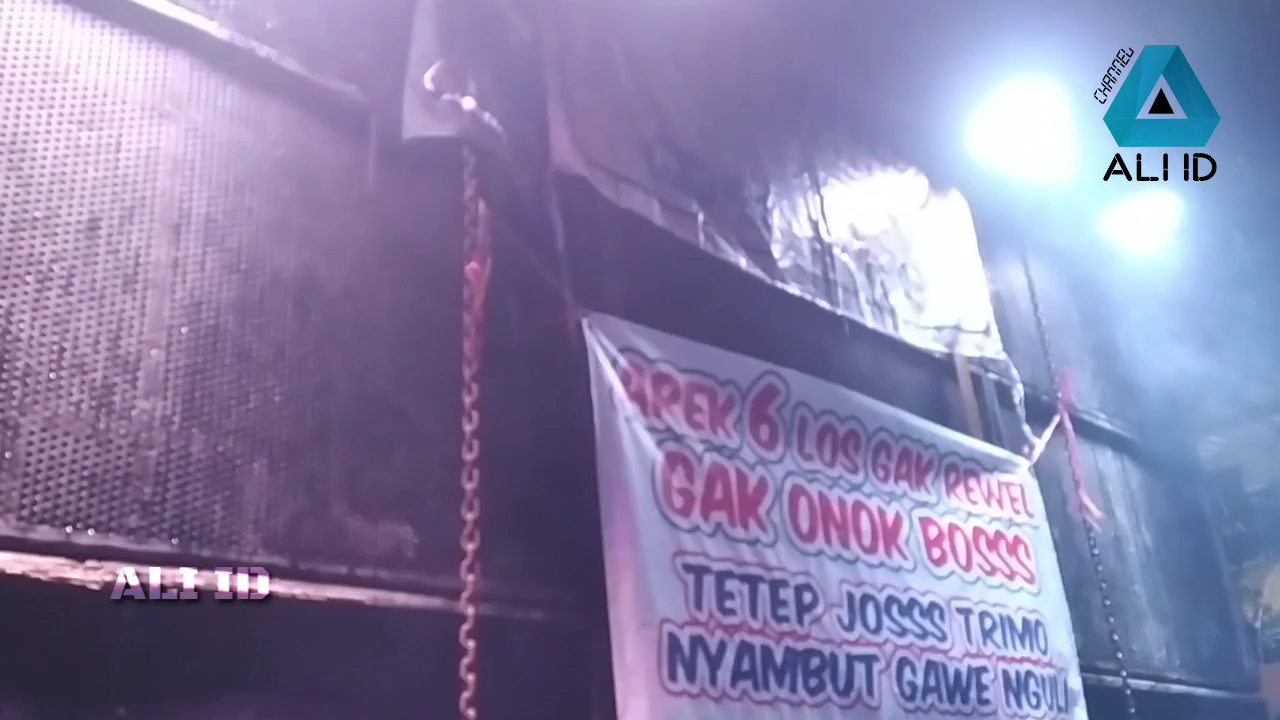 CHANNEL
ALI ID
AREK 6 LOS GAK REWEL
GAK ONOK BOSSS
TETEP JOSSS TRIMO
NYAMBUT GAWE NGULI
ALI ID